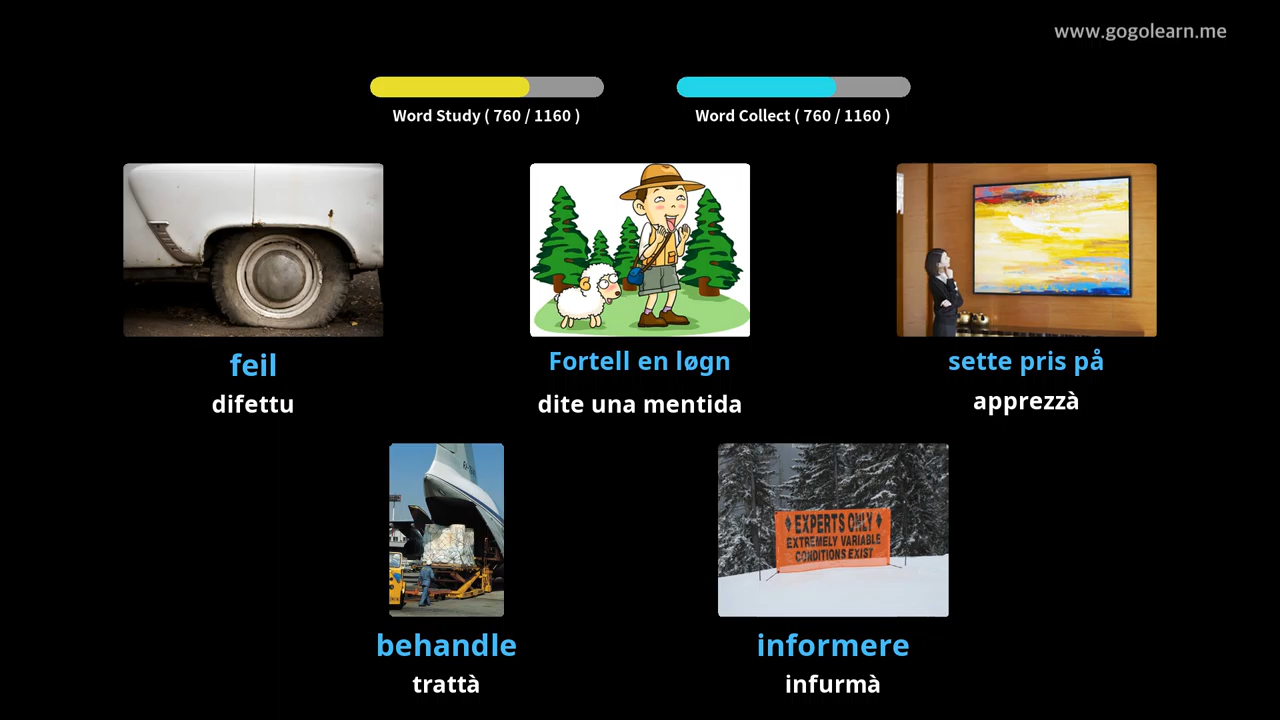 www.gogolearn.me
Word Study ( 760 / 1160 )
Word Collect ( 760 / 1160 )
feil
difettu
Fortell en løgn
dite una mentida
sette pris på
apprezzà
EXPERTS ONLY
EXTREMELY VARIABLE
CONDITIONS EXIST
behandle
trattà
informere
infurmà